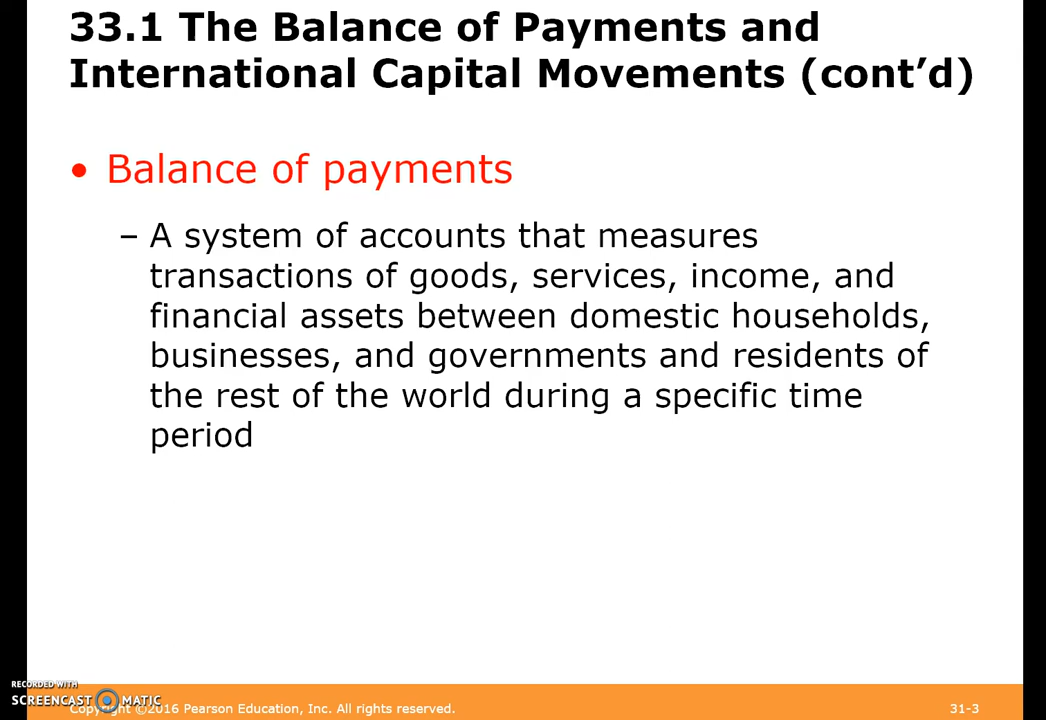 33.1 The Balance of Payments and
International Capital Movements (cont’d)
• Balance of payments
– A system of accounts that measures
transactions of goods, services, income, and
financial assets between domestic households,
businesses, and governments and residents of
the rest of the world during a specific time
period
RECORDED WITH
SCREENCAST MATIC
Copyright ©2016 Pearson Education, Inc. All rights reserved.
31-3